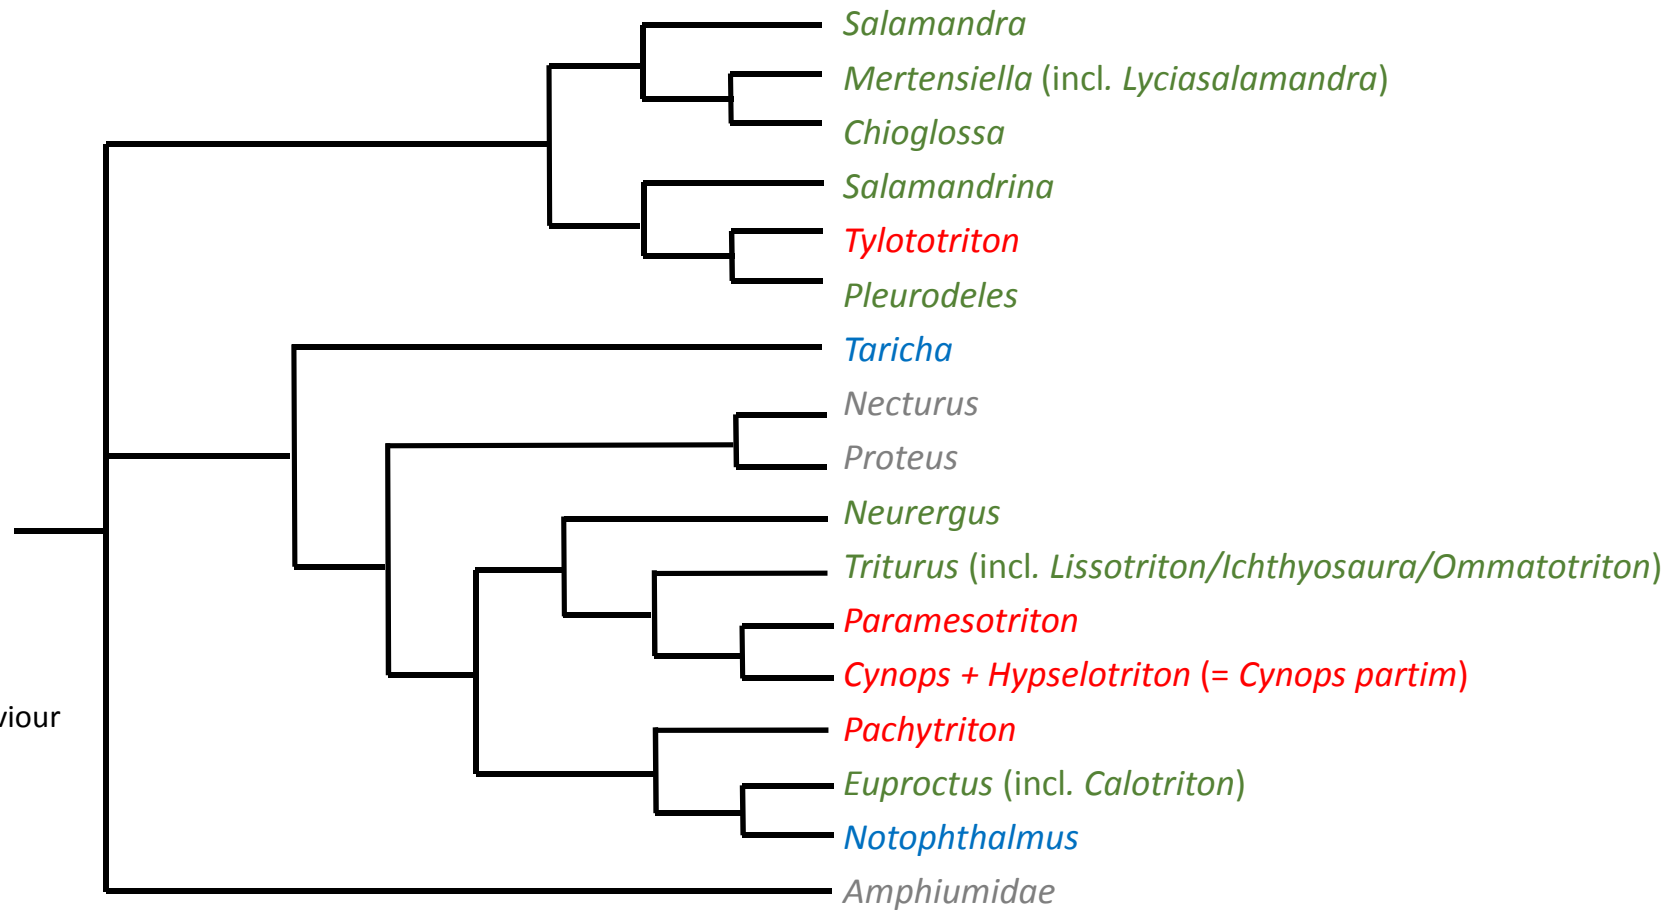 Salamandra
Mertensiella (incl. Lyciasalamandra)
Chioglossa
Salamandrina
Tylototriton
Pleurodeles
Taricha
Necturus
Proteus
Neurergus
Triturus (incl. Lissotriton/Ichthyosaura/Ommatotriton)
Paramesotriton
Cynops + Hypselotriton (= Cynops partim)
viour
Pachytriton
Euproctus (incl. Calotriton)
Notophthalmus
Amphiumidae